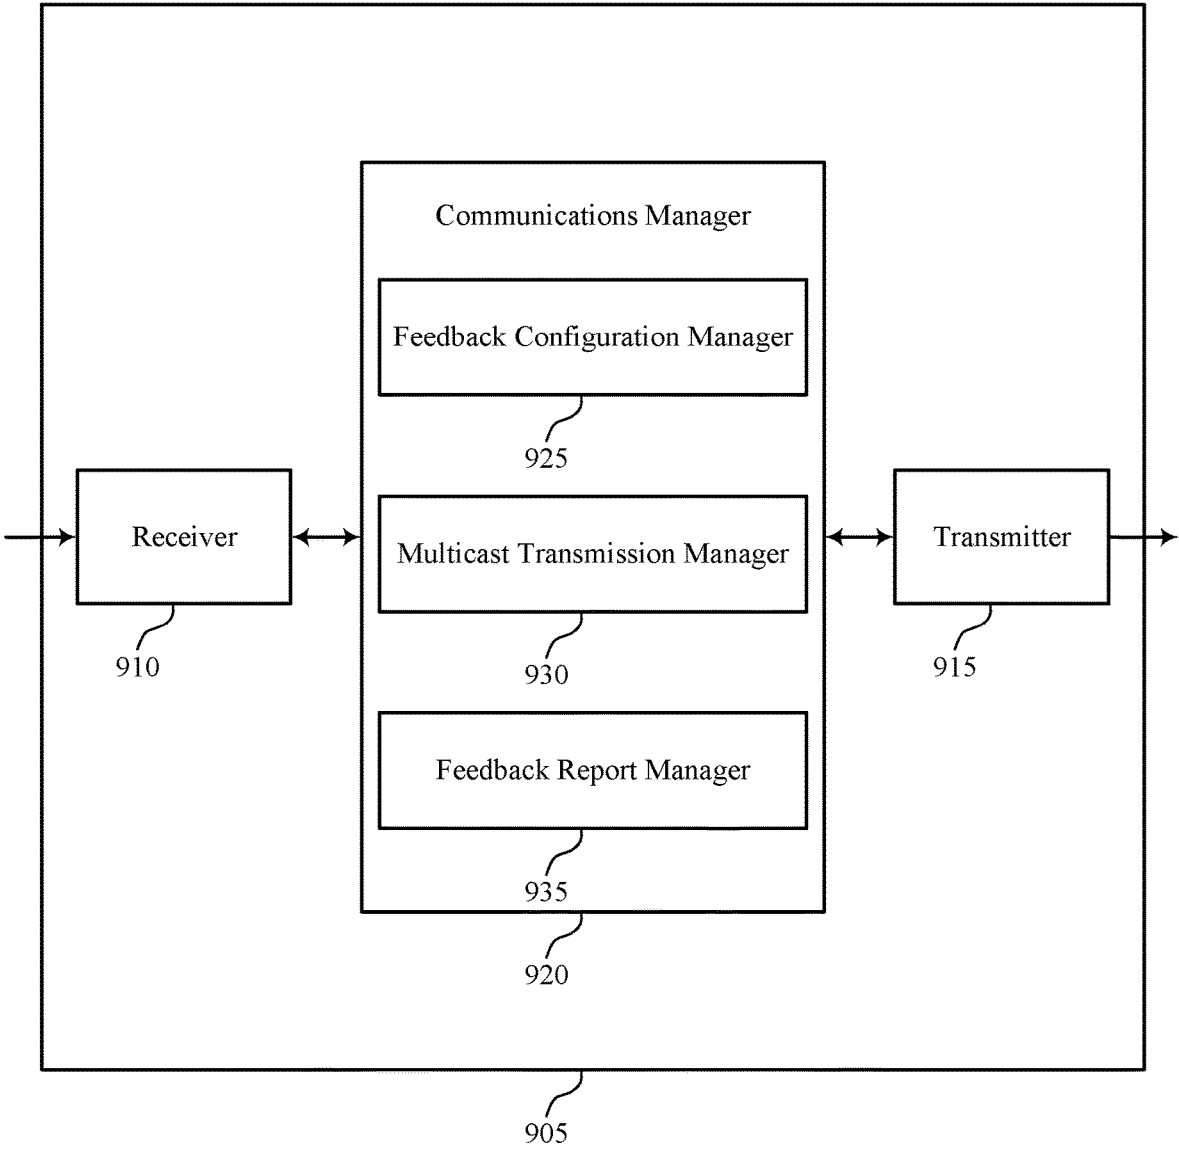 Communications Manager
Feedback Configuration Manager
925
Receiver
910
Multicast Transmission Manager
930
Transmitter
915
Feedback Report Manager
935
920
905